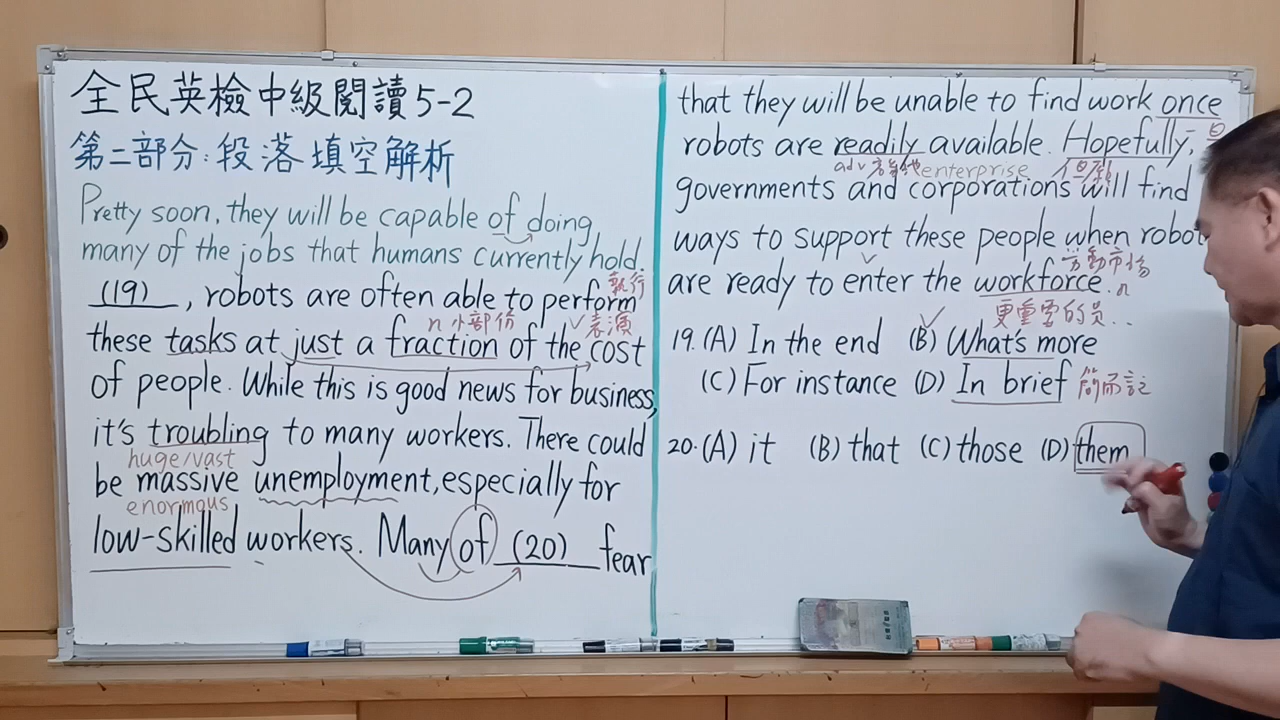 全民英檢中級閱讀5-2
第二部分:段落填空解析
Pretty soon, they will be capable of doing
many of the jobs that humans currently hold.
執行
(19), robots are often able to perform
n 小部份 表演
these tasks at just a fraction of the cost
of people. While this is good news for business,
it's troubling to many workers. There could
huge/vast
be massive unemployment, especially for
enormous
low-skilled workers. Many of (20) fear
that they will be unable to find work once
robots are readily available. Hopefully,
adv enterprise 但願
governments and corporations will find
ways to support these people when robot
勞動市場
are ready to enter the workforce. n
更重要的是..
19. (A) In the end (B) What's more
(C) For instance (D) In brief 簡而言之
20. (A) it (B) that (C) those (D) them